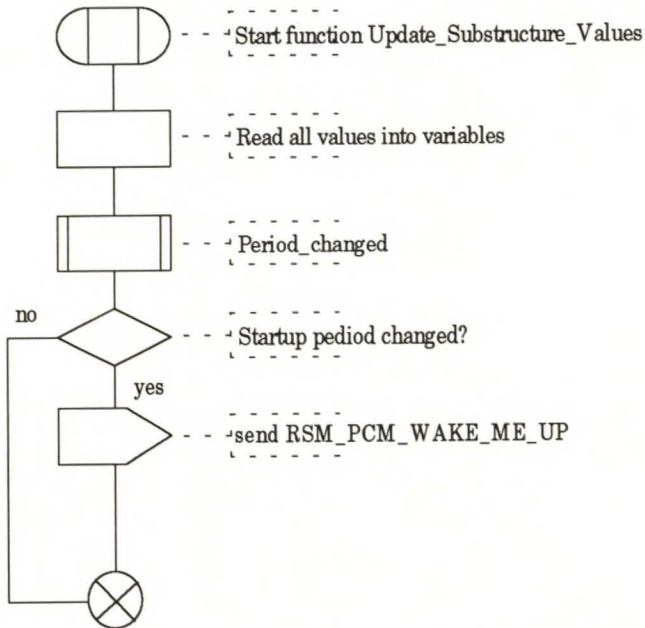 Start function Update_Substructure_Values
Read all values into variables
Period_changed
no
Startup pediod changed?
yes
send RSM_PCM_WAKE_ME_UP